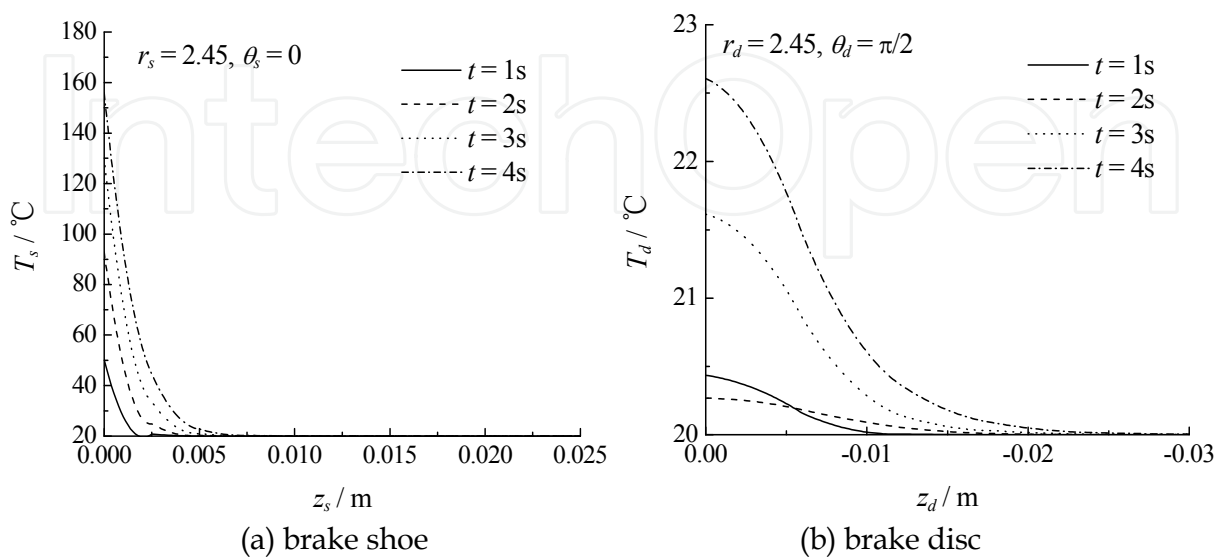 IntechOpen
r_s = 2.45, θ_s = 0
t = 1s
t = 2s
t = 3s
t = 4s
180
160
140
120
100
80
60
40
20
T_s / °C
0.000 0.005 0.010 0.015 0.020 0.025
z_s / m
(a) brake shoe
r_d = 2.45, θ_d = π/2
t = 1s
t = 2s
t = 3s
t = 4s
23
22
21
20
T_d / °C
0.00 -0.01 -0.02 -0.03
z_d / m
(b) brake disc